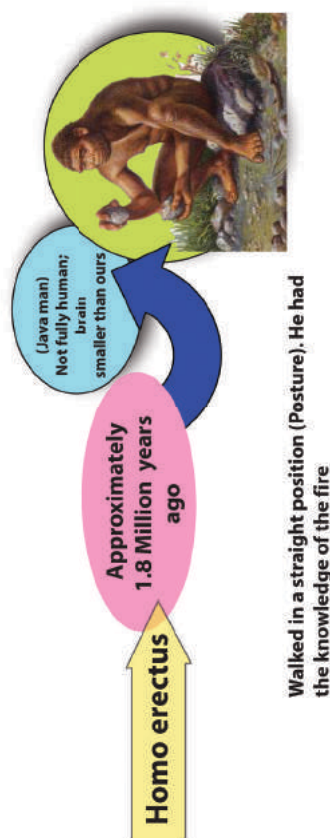 Homo erectus
Approximately
1.8 Million years
ago
(Java man)
Not fully human;
brain
smaller than ours
Walked in a straight position (Posture). He had
the knowledge of the fire